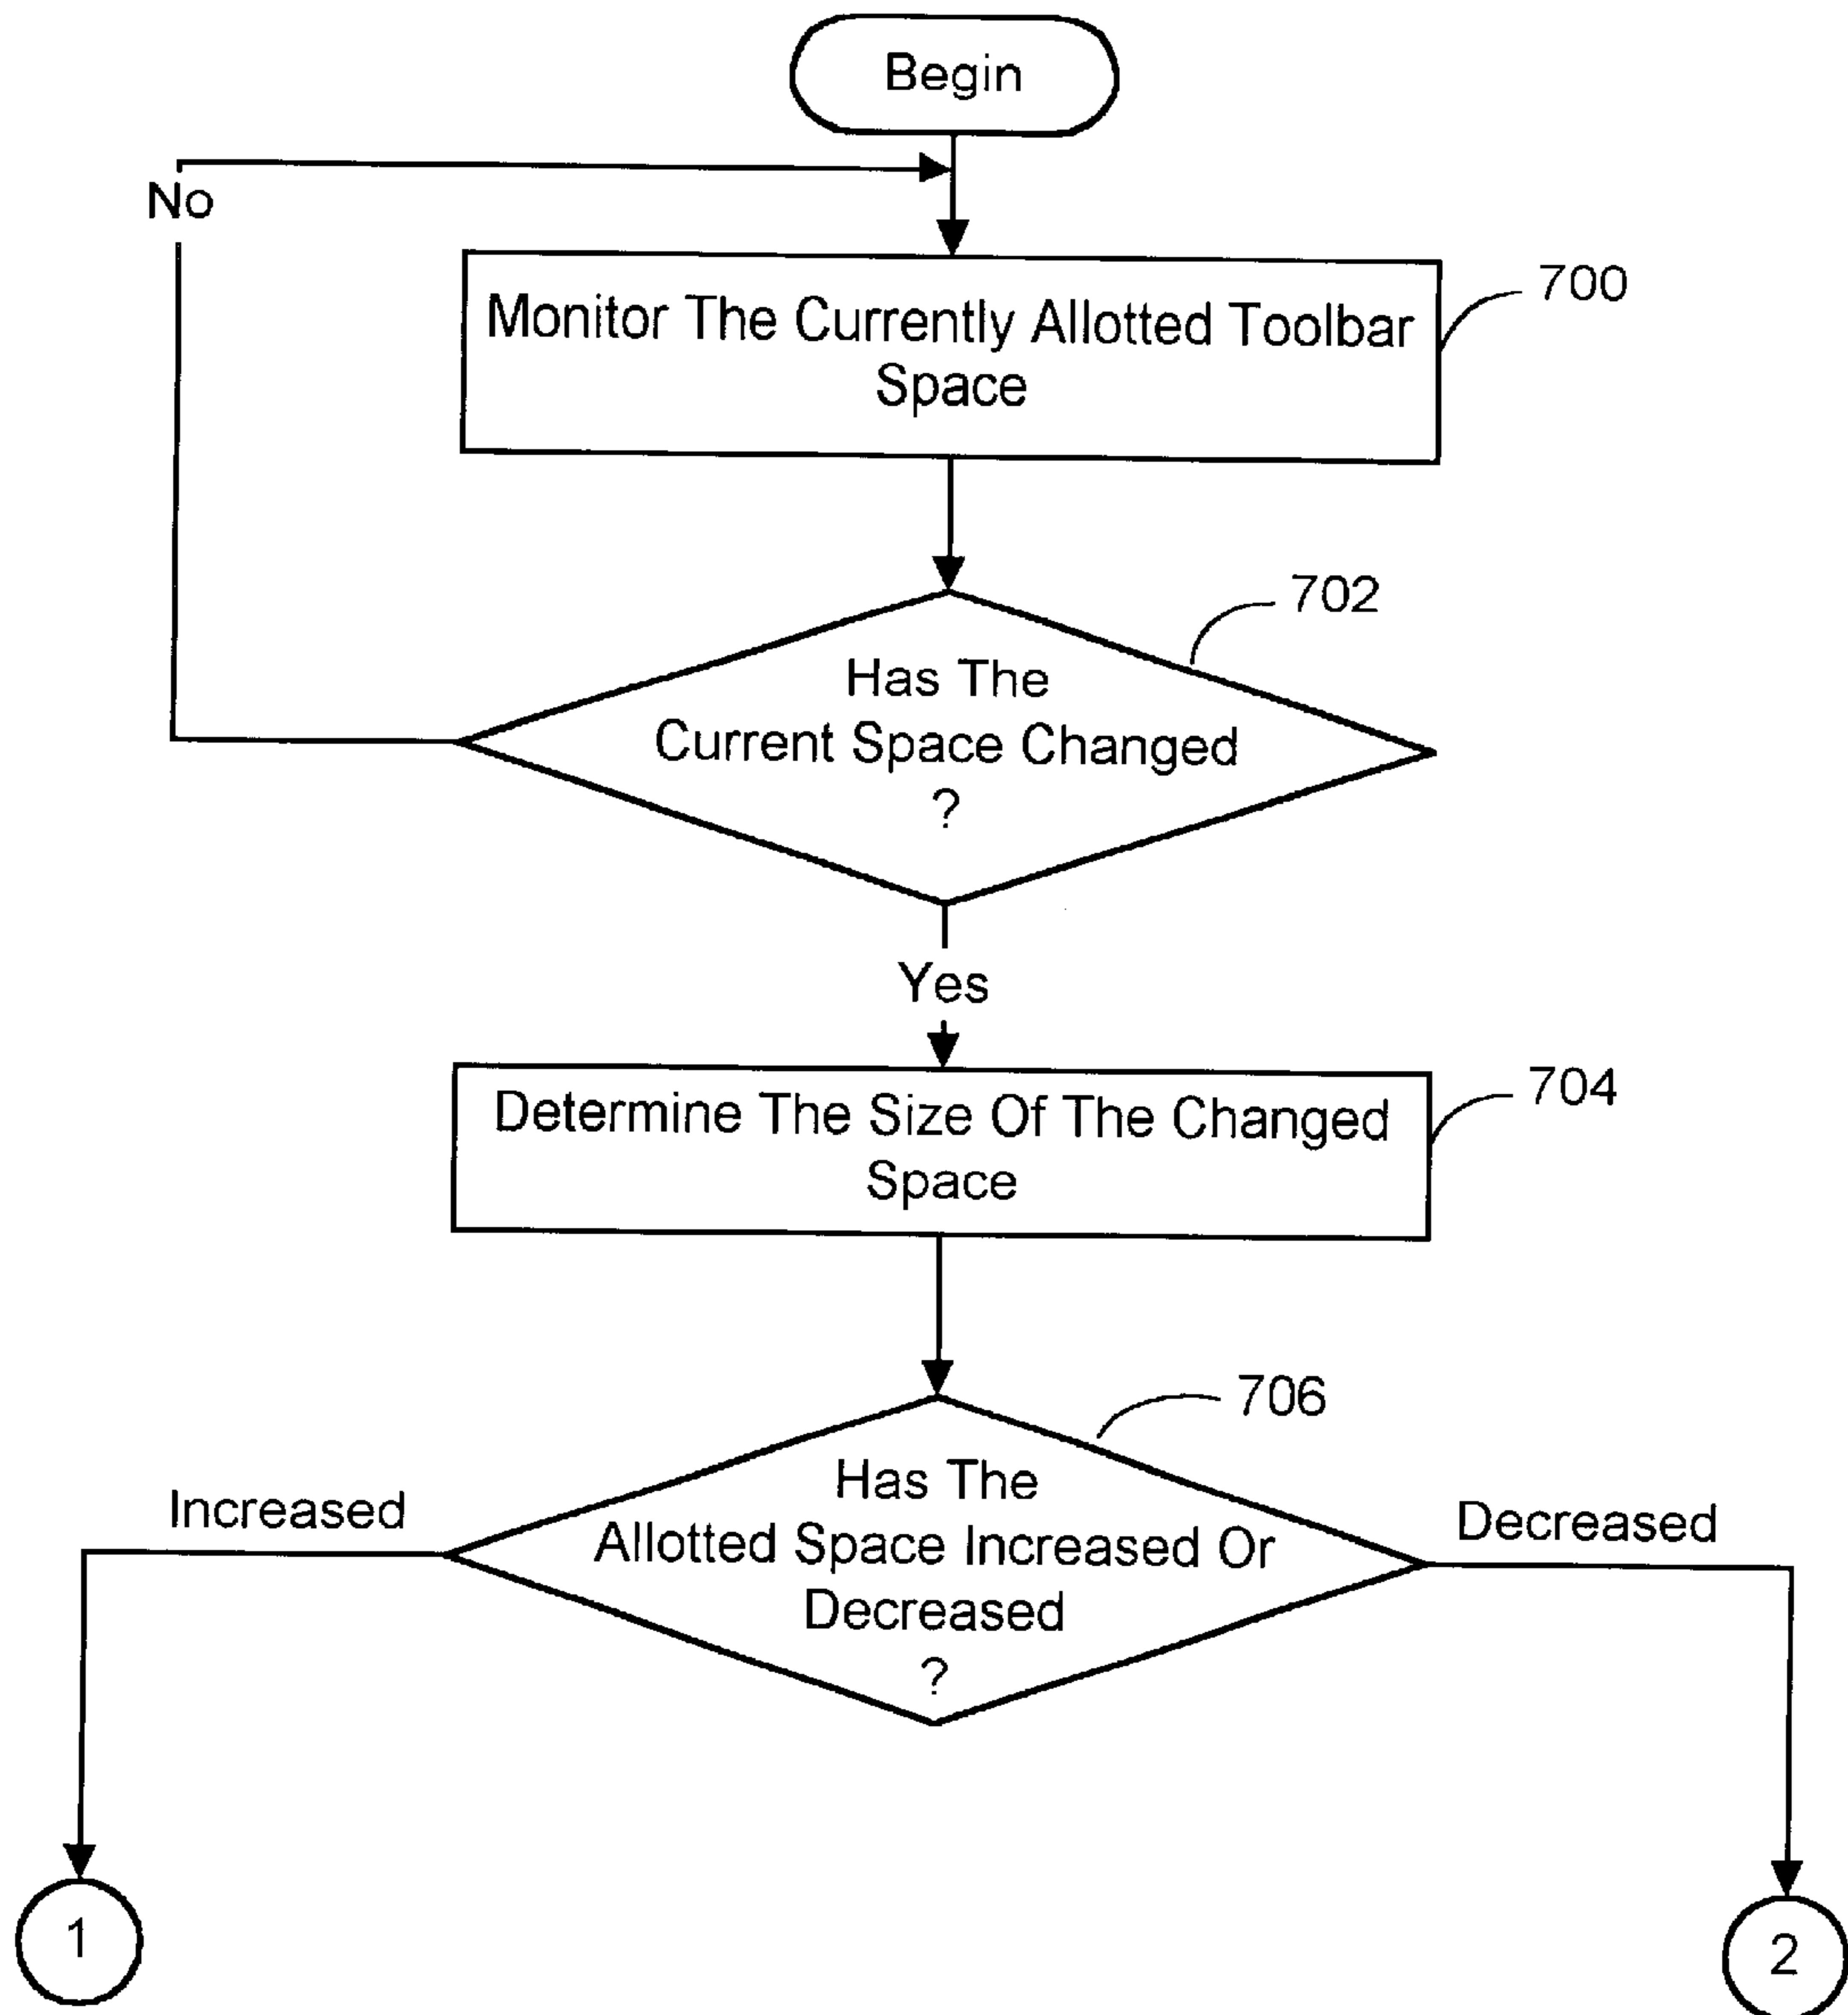 Begin
No
Monitor The Currently Allotted Toolbar
Space
700
702
Has The
Current Space Changed
?
Yes
Determine The Size Of The Changed
Space
704
706
Has The
Allotted Space Increased Or
Decreased
?
Increased
Decreased
1
2